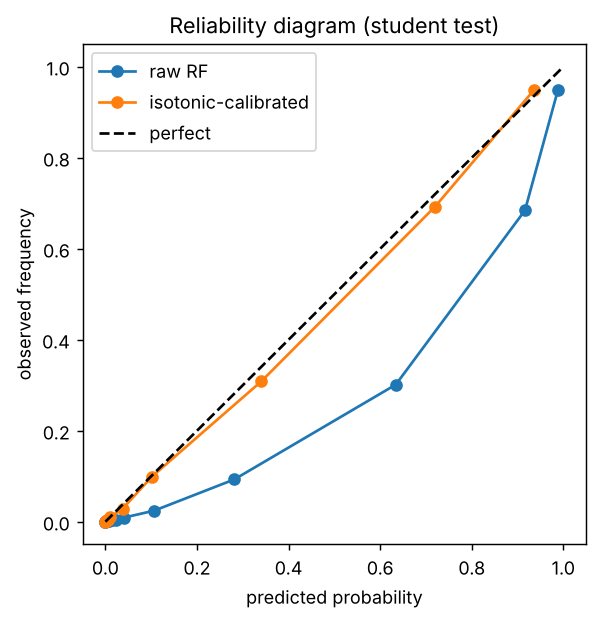 Reliability diagram (student test)
raw RF
isotonic-calibrated
perfect
observed frequency
1.0
0.8
0.6
0.4
0.2
0.0
0.0 0.2 0.4 0.6 0.8 1.0
predicted probability